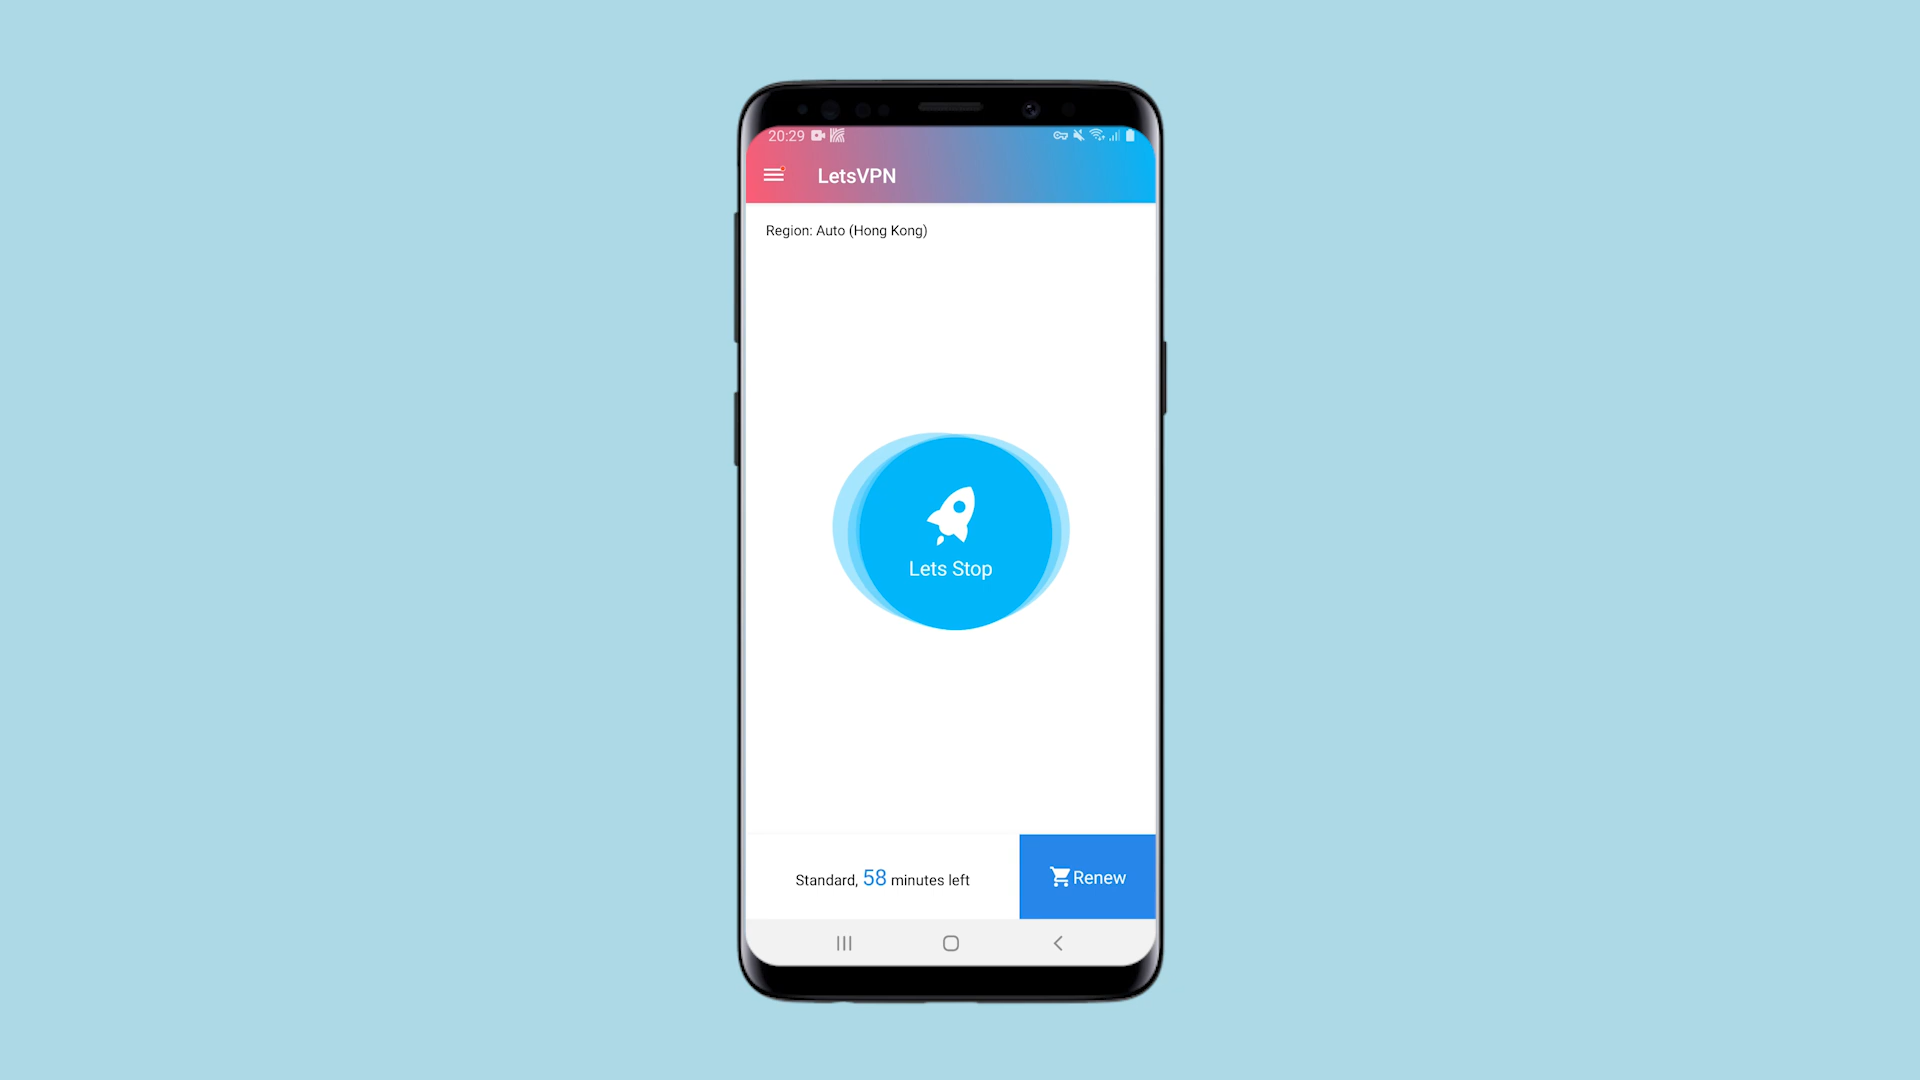 20:29
LetsVPN
Region: Auto (Hong Kong)
Lets Stop
Standard, 58 minutes left
Renew